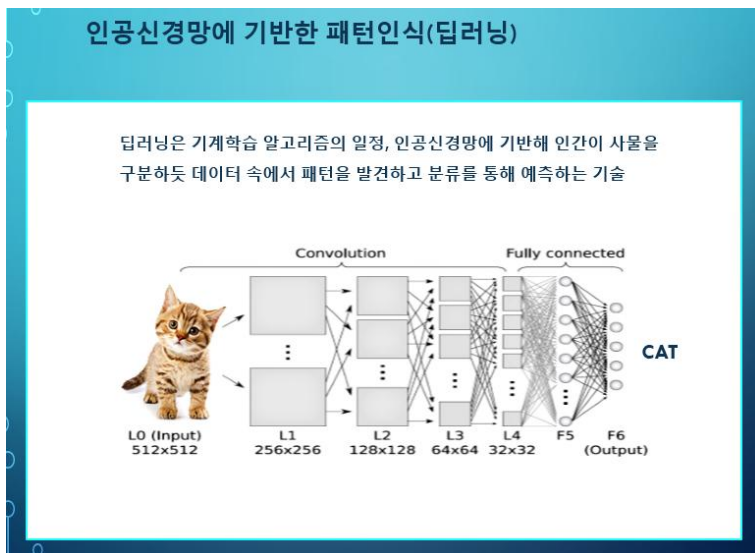 인공신경망에 기반한 패턴인식(딥러닝)
딥러닝은 기계학습 알고리즘의 일정, 인공신경망에 기반해 인간이 사물을
구분하듯 데이터 속에서 패턴을 발견하고 분류를 통해 예측하는 기술
Convolution Fully connected
CAT
L0 (Input) L1 L2 L3 L4 F5 F6
512x512 256x256 128x128 64x64 32x32 (Output)